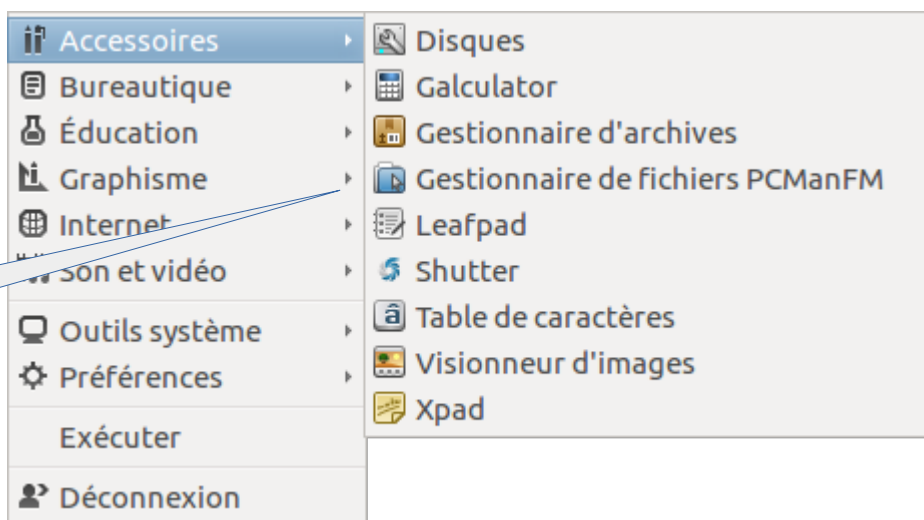 Accessoires
Bureautique
Éducation
Graphisme
Internet
Son et vidéo
Outils système
Préférences
Exécuter
Déconnexion
Disques
Galculator
Gestionnaire d'archives
Gestionnaire de fichiers PCManFM
Leafpad
Shutter
Table de caractères
Visionneur d'images
Xpad